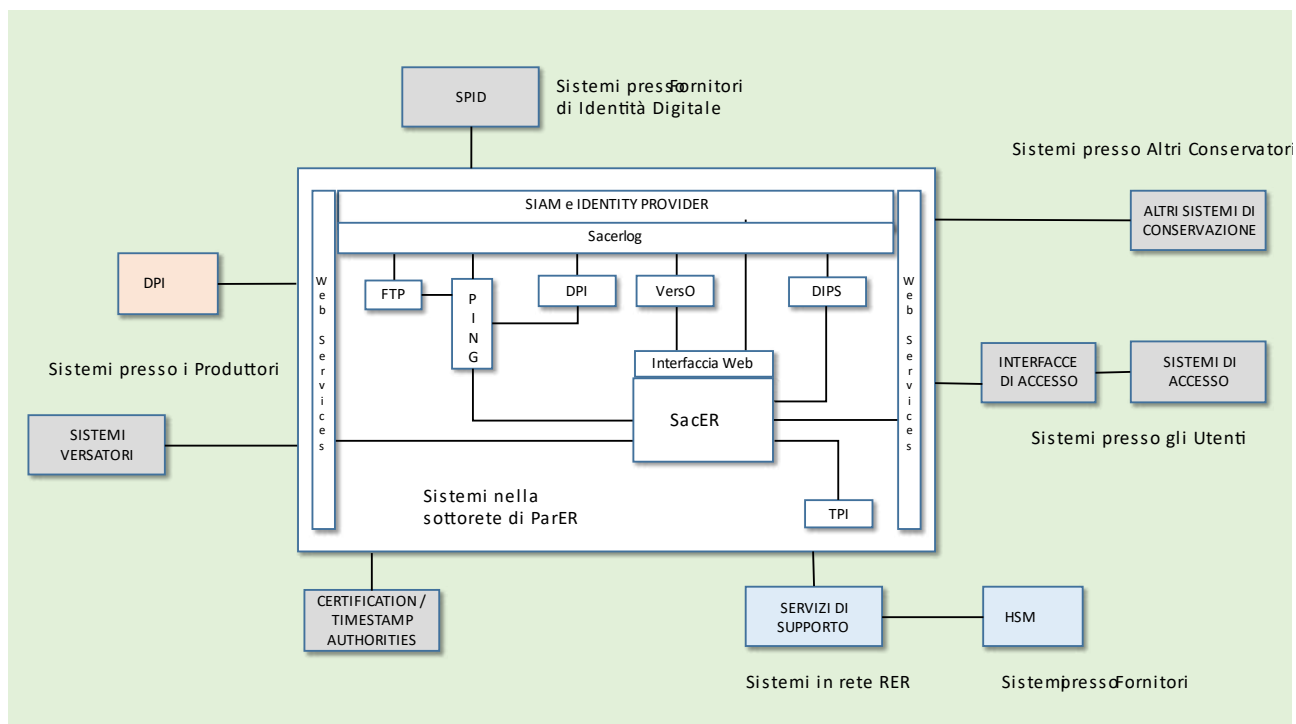 SPID
Sistemi presso Fornitori
di Identità Digitale
Sistemi presso Altri Conservatori
ALTRI SISTEMI DI
CONSERVAZIONE
SIAM e IDENTITY PROVIDER
Sacerlog
DPI
Web Services
FTP
PING
DPI
VersO
DIPS
Web Services
Interfaccia Web
SacER
Sistemi presso i Produttori
INTERFACCE
DI ACCESSO
SISTEMI DI
ACCESSO
SISTEMI
VERSATORI
Sistemi presso gli Utenti
Sistemi nella
sottorete di ParER
TPI
CERTIFICATION /
TIMESTAMP
AUTHORITIES
SERVIZI DI
SUPPORTO
HSM
Sistemi in rete RER
Sistemi presso Fornitori